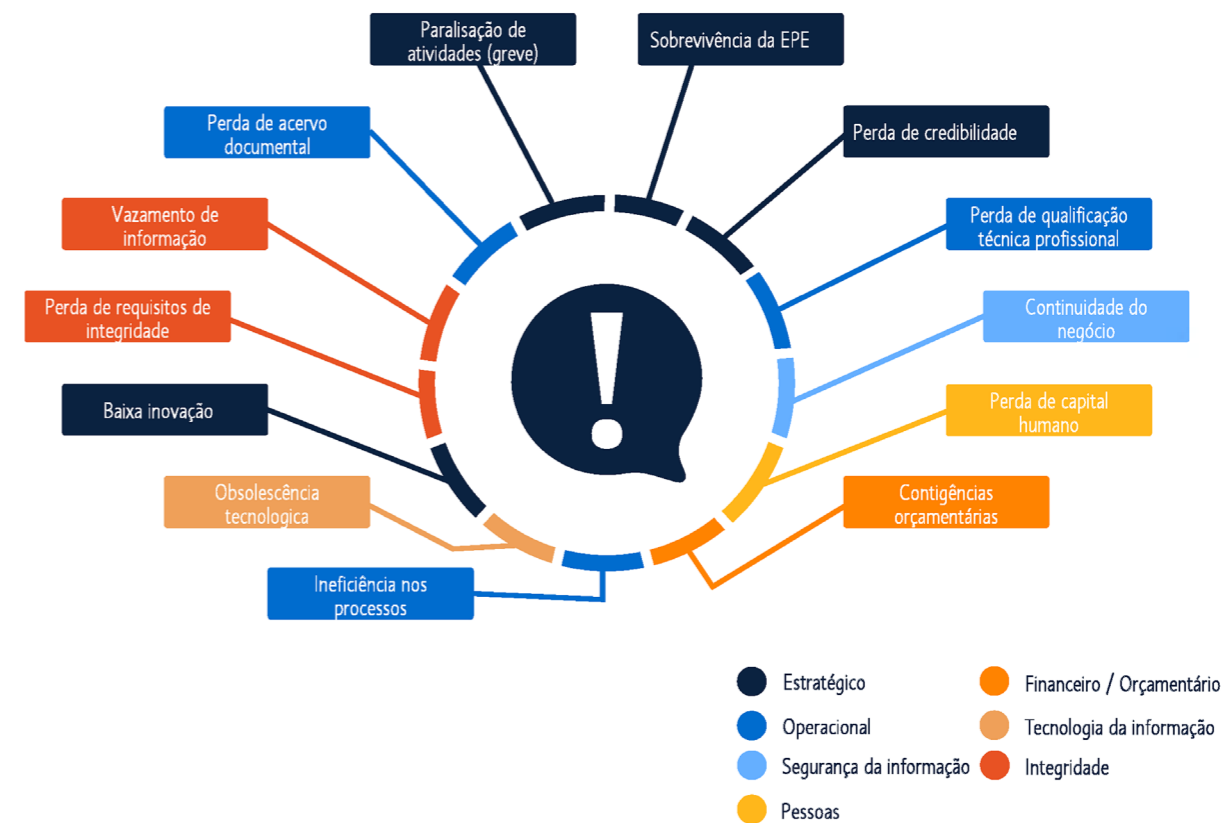 Paralisação de
atividades (greve)
Sobrevivência da EPE
Perda de acervo
documental
Perda de credibilidade
Vazamento de
informação
Perda de qualificação
técnica profissional
Perda de requisitos de
integridade
Continuidade do
negócio
Baixa inovação
Perda de capital
humano
Obsolescência
tecnologica
Contigências
orçamentárias
Ineficiência nos
processos
!
Estratégico
Operacional
Segurança da informação
Pessoas
Financeiro / Orçamentário
Tecnologia da informação
Integridade